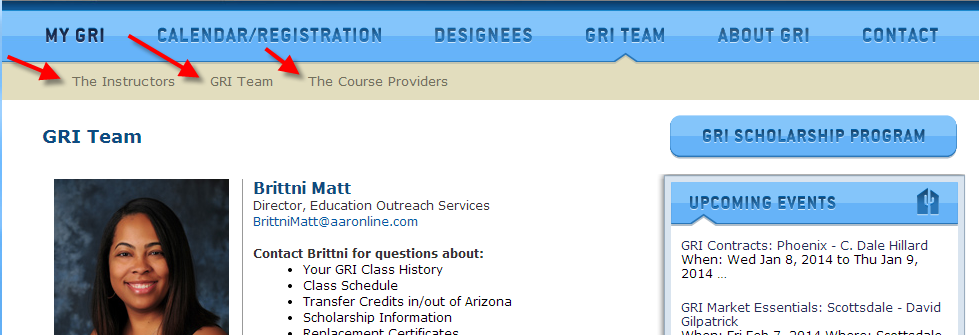 MY GRI CALENDAR/REGISTRATION DESIGNEES GRI TEAM ABOUT GRI CONTACT
The Instructors GRI Team The Course Providers
GRI Team
Brittni Matt
Director, Education Outreach Services
BrittniMatt@aaronline.com
Contact Brittni for questions about:
Your GRI Class History
Class Schedule
Transfer Credits in/out of Arizona
Scholarship Information
Replacement Certificates
GRI SCHOLARSHIP PROGRAM
UPCOMING EVENTS
GRI Contracts: Phoenix - C. Dale Hillard
When: Wed Jan 8, 2014 to Thu Jan 9,
2014 ...
GRI Market Essentials: Scottsdale - David
Gilpatrick
When: Fri Feb 7, 2014 Where: Scottsdale